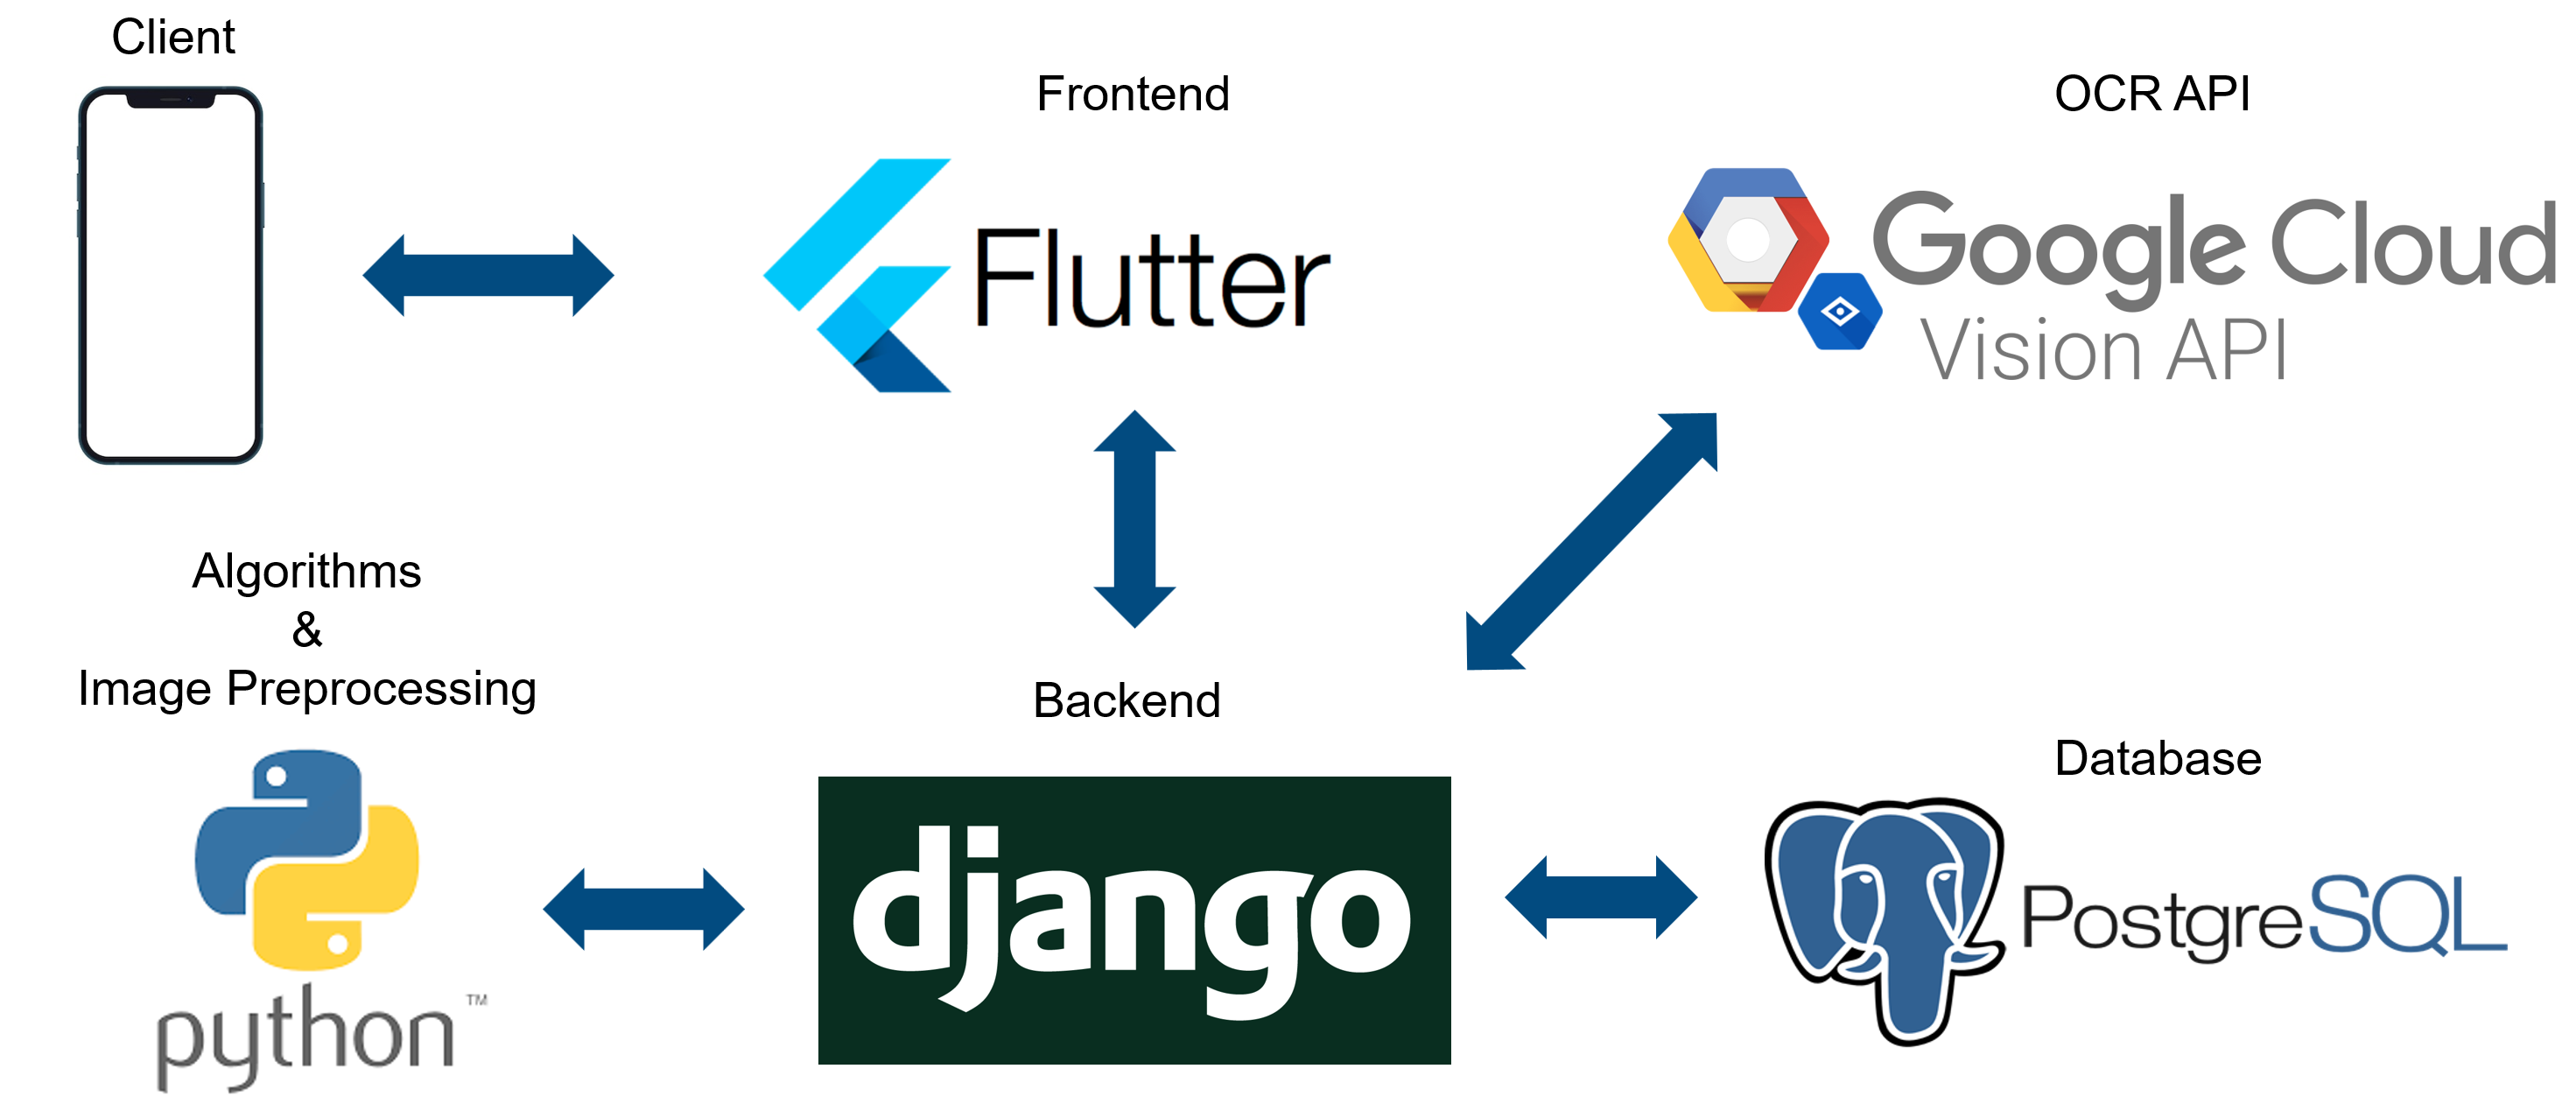 Client
Frontend
Flutter
OCR API
Google Cloud
Vision API
Algorithms
&
Image Preprocessing
python™
Backend
django
Database
PostgreSQL